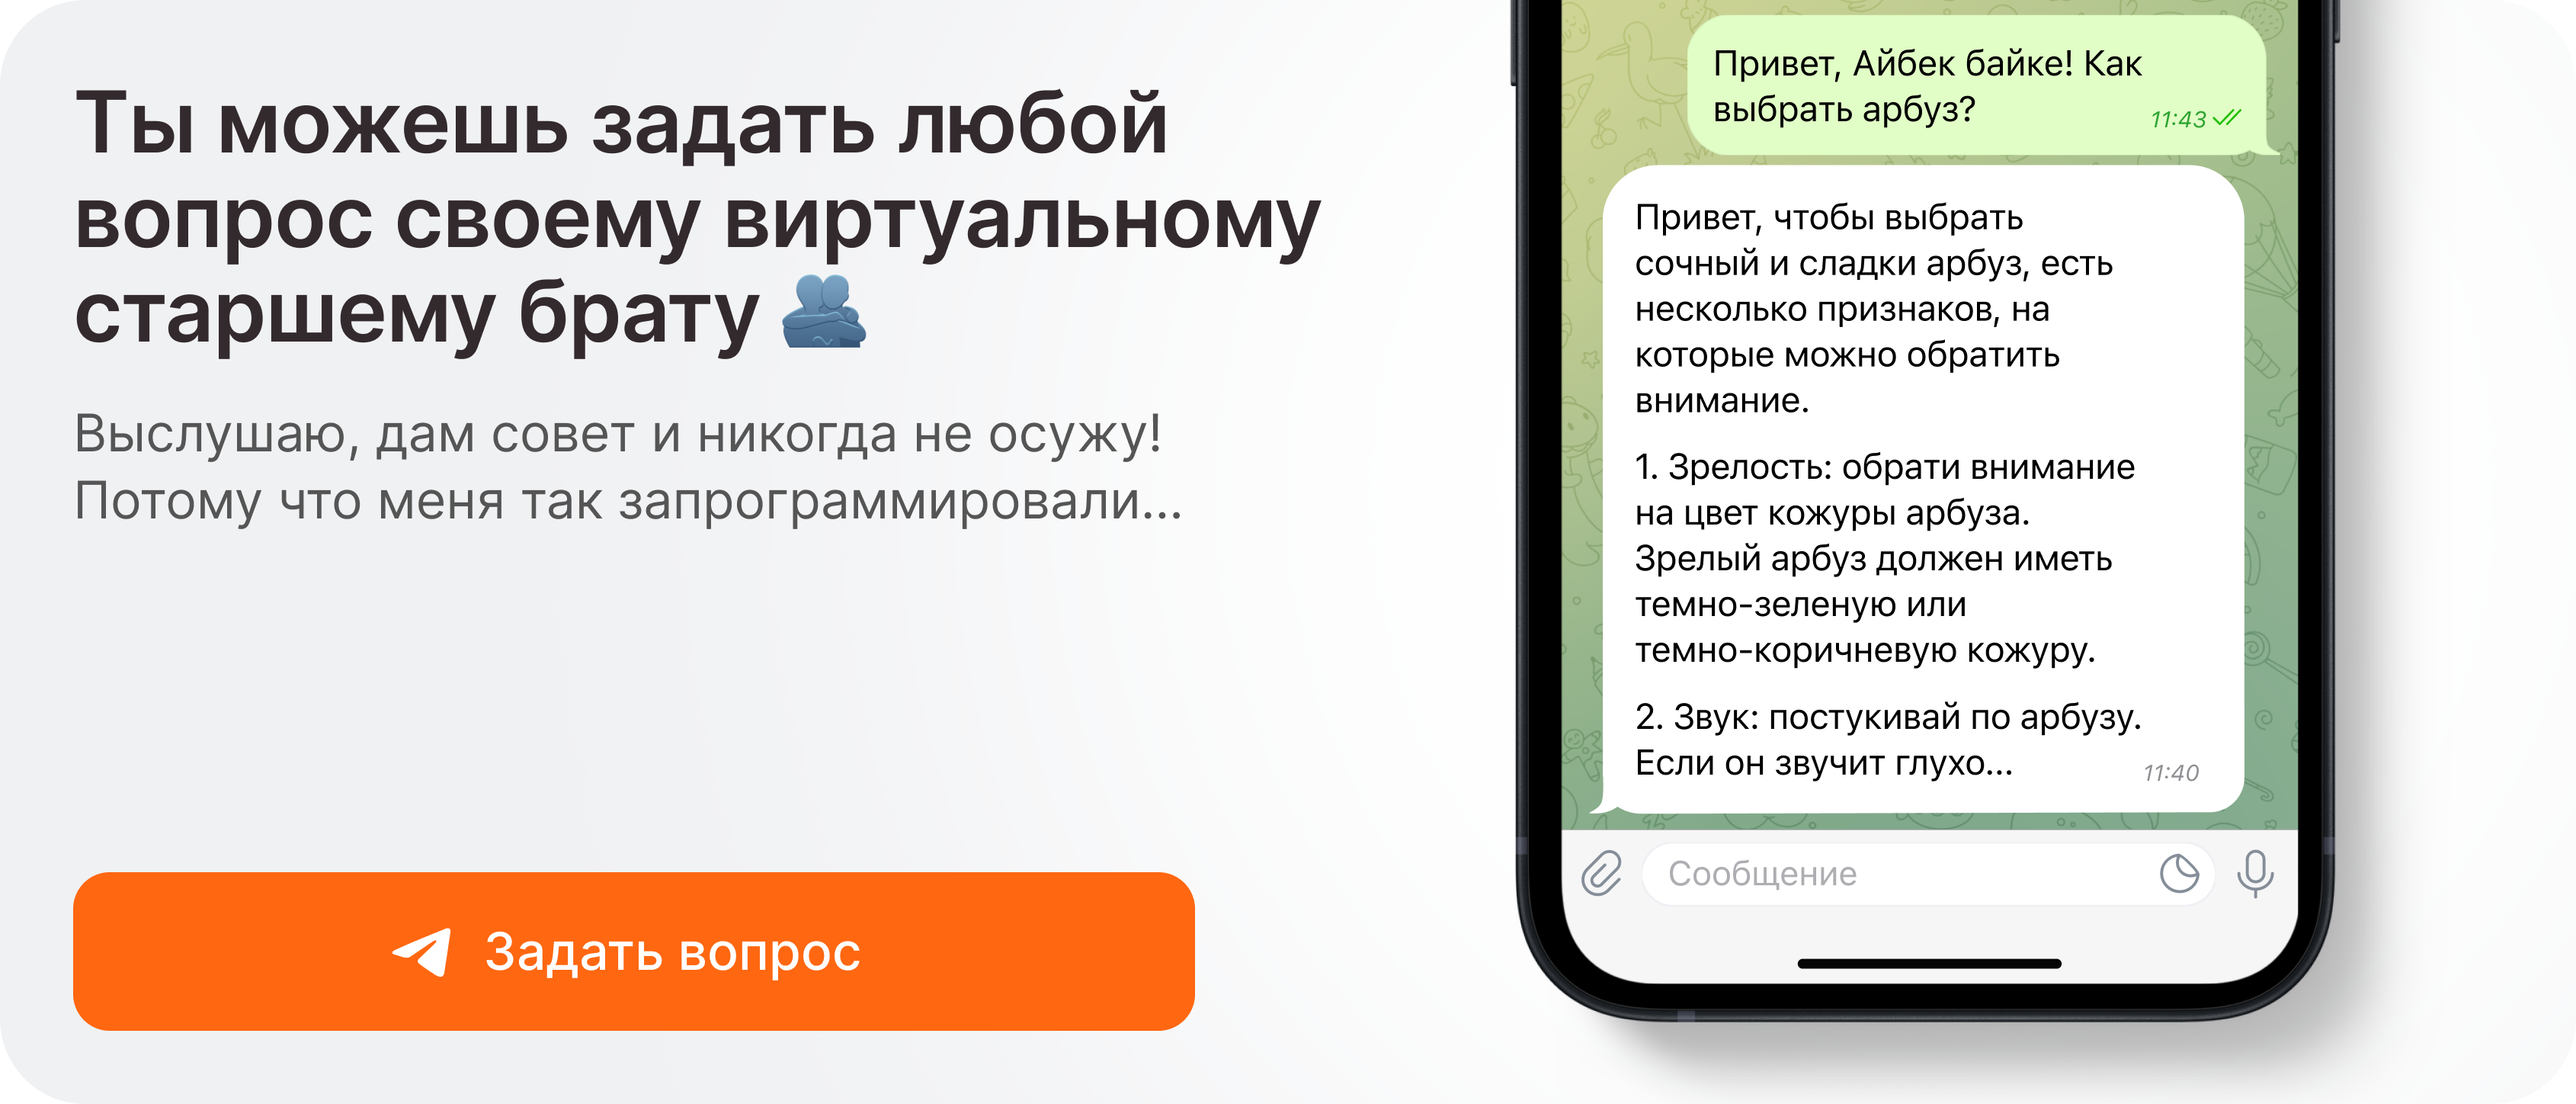 Ты можешь задать любой
вопрос своему виртуальному
старшему брату
Выслушаю, дам совет и никогда не осужу!
Потому что меня так запрограммировали...
Задать вопрос
Привет, Айбек байке! Как
выбрать арбуз?
11:43
Привет, чтобы выбрать
сочный и сладки арбуз, есть
несколько признаков, на
которые можно обратить
внимание.
1. Зрелость: обрати внимание
на цвет кожуры арбуза.
Зрелый арбуз должен иметь
темно-зеленую или
темно-коричневую кожуру.
2. Звук: постукивай по арбузу.
Если он звучит глухо...
11:40
Сообщение